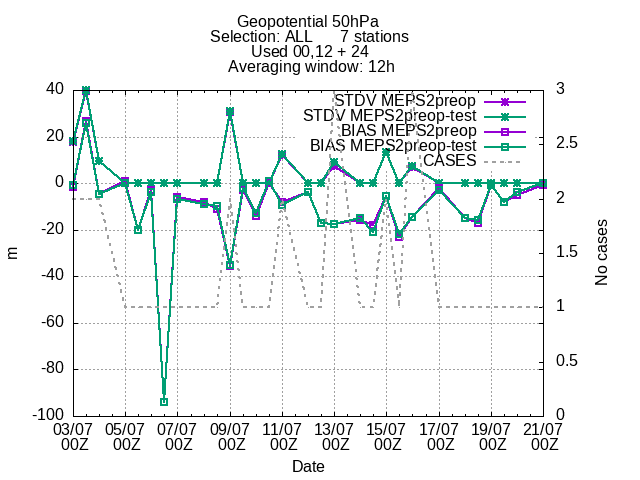 Geopotential 50hPa
Selection: ALL 7 stations
Used 00,12 + 24
Averaging window: 12h
STDV MEPS2preop
STDV MEPS2preop-test
BIAS MEPS2preop
BIAS MEPS2preop-test
CASES
40
20
0
-20
-40
-60
-80
-100
m
3
2.5
2
1.5
1
0.5
0
No cases
03/07 05/07 07/07 09/07 11/07 13/07 15/07 17/07 19/07 21/07
00Z 00Z 00Z 00Z 00Z 00Z 00Z 00Z 00Z 00Z
Date